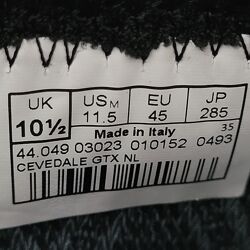 UK USM EU JP
10½ 11.5 45 285
Made in Italy 35
44.049 03023 010152 0493
CEVEDALE GTX NL